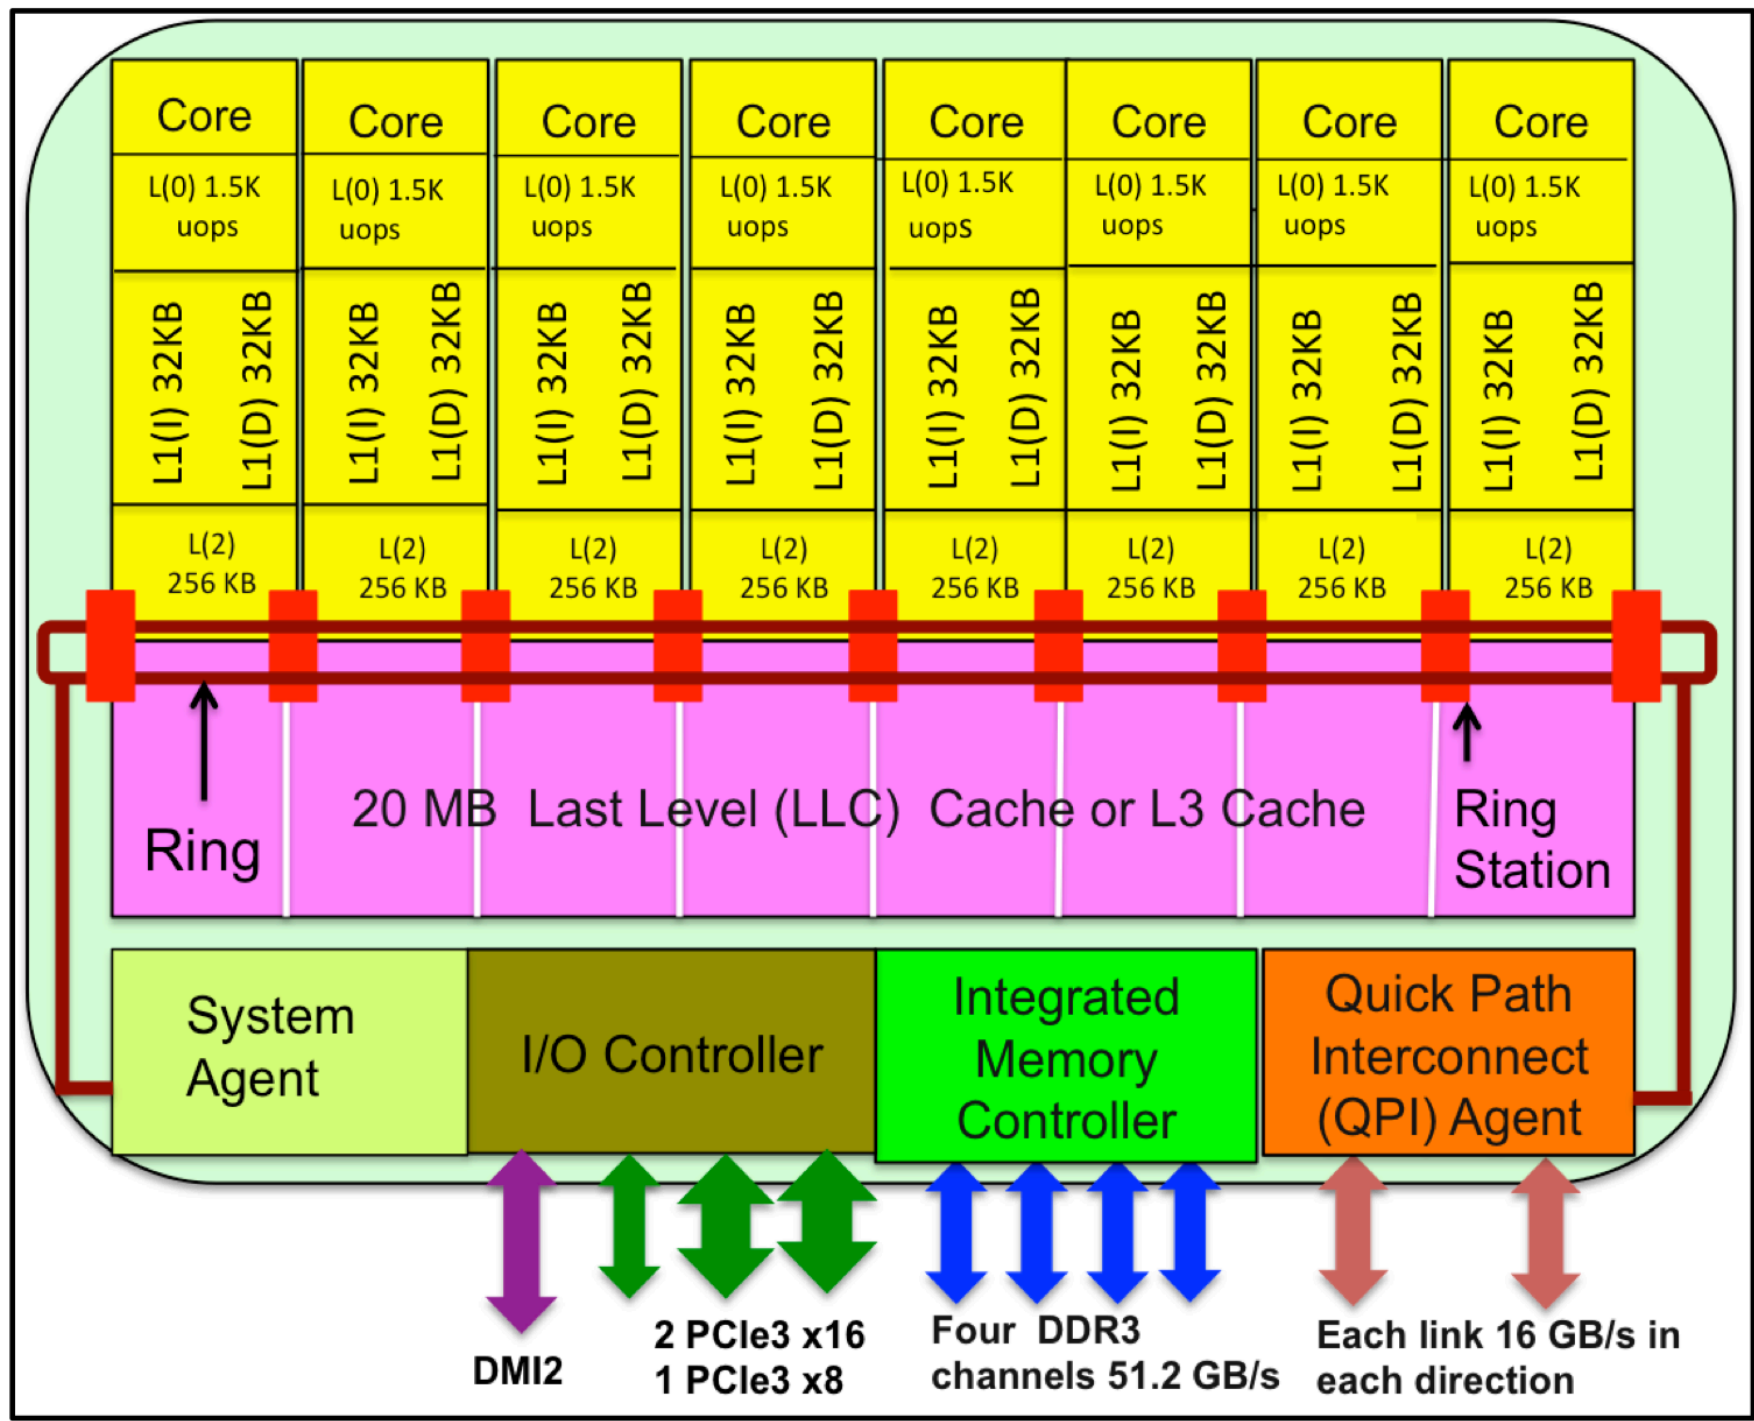 Core
Core
Core
Core
Core
Core
Core
Core
L(0) 1.5K
uops
L(0) 1.5K
uops
L(0) 1.5K
uops
L(0) 1.5K
uops
L(0) 1.5K
uops
L(0) 1.5K
uops
L(0) 1.5K
uops
L(0) 1.5K
uops
L1(I) 32KB
L1(D) 32KB
L1(I) 32KB
L1(D) 32KB
L1(I) 32KB
L1(D) 32KB
L1(I) 32KB
L1(D) 32KB
L1(I) 32KB
L1(D) 32KB
L1(I) 32KB
L1(D) 32KB
L1(I) 32KB
L1(D) 32KB
L1(I) 32KB
L1(D) 32KB
L(2)
256 KB
L(2)
256 KB
L(2)
256 KB
L(2)
256 KB
L(2)
256 KB
L(2)
256 KB
L(2)
256 KB
L(2)
256 KB
20 MB Last Level (LLC) Cache or L3 Cache
Ring
Ring
Station
System
Agent
I/O Controller
Integrated
Memory
Controller
Quick Path
Interconnect
(QPI) Agent
DMI2
2 PCIe3 x16
1 PCIe3 x8
Four DDR3
channels 51.2 GB/s
Each link 16 GB/s in
each direction